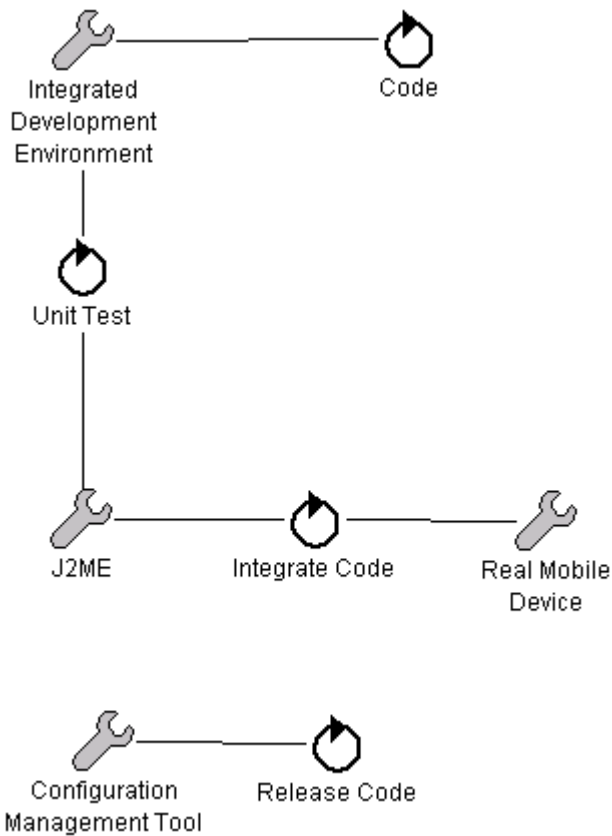 Integrated
Development
Environment
Code
Unit Test
J2ME
Integrate Code
Real Mobile
Device
Configuration
Management Tool
Release Code